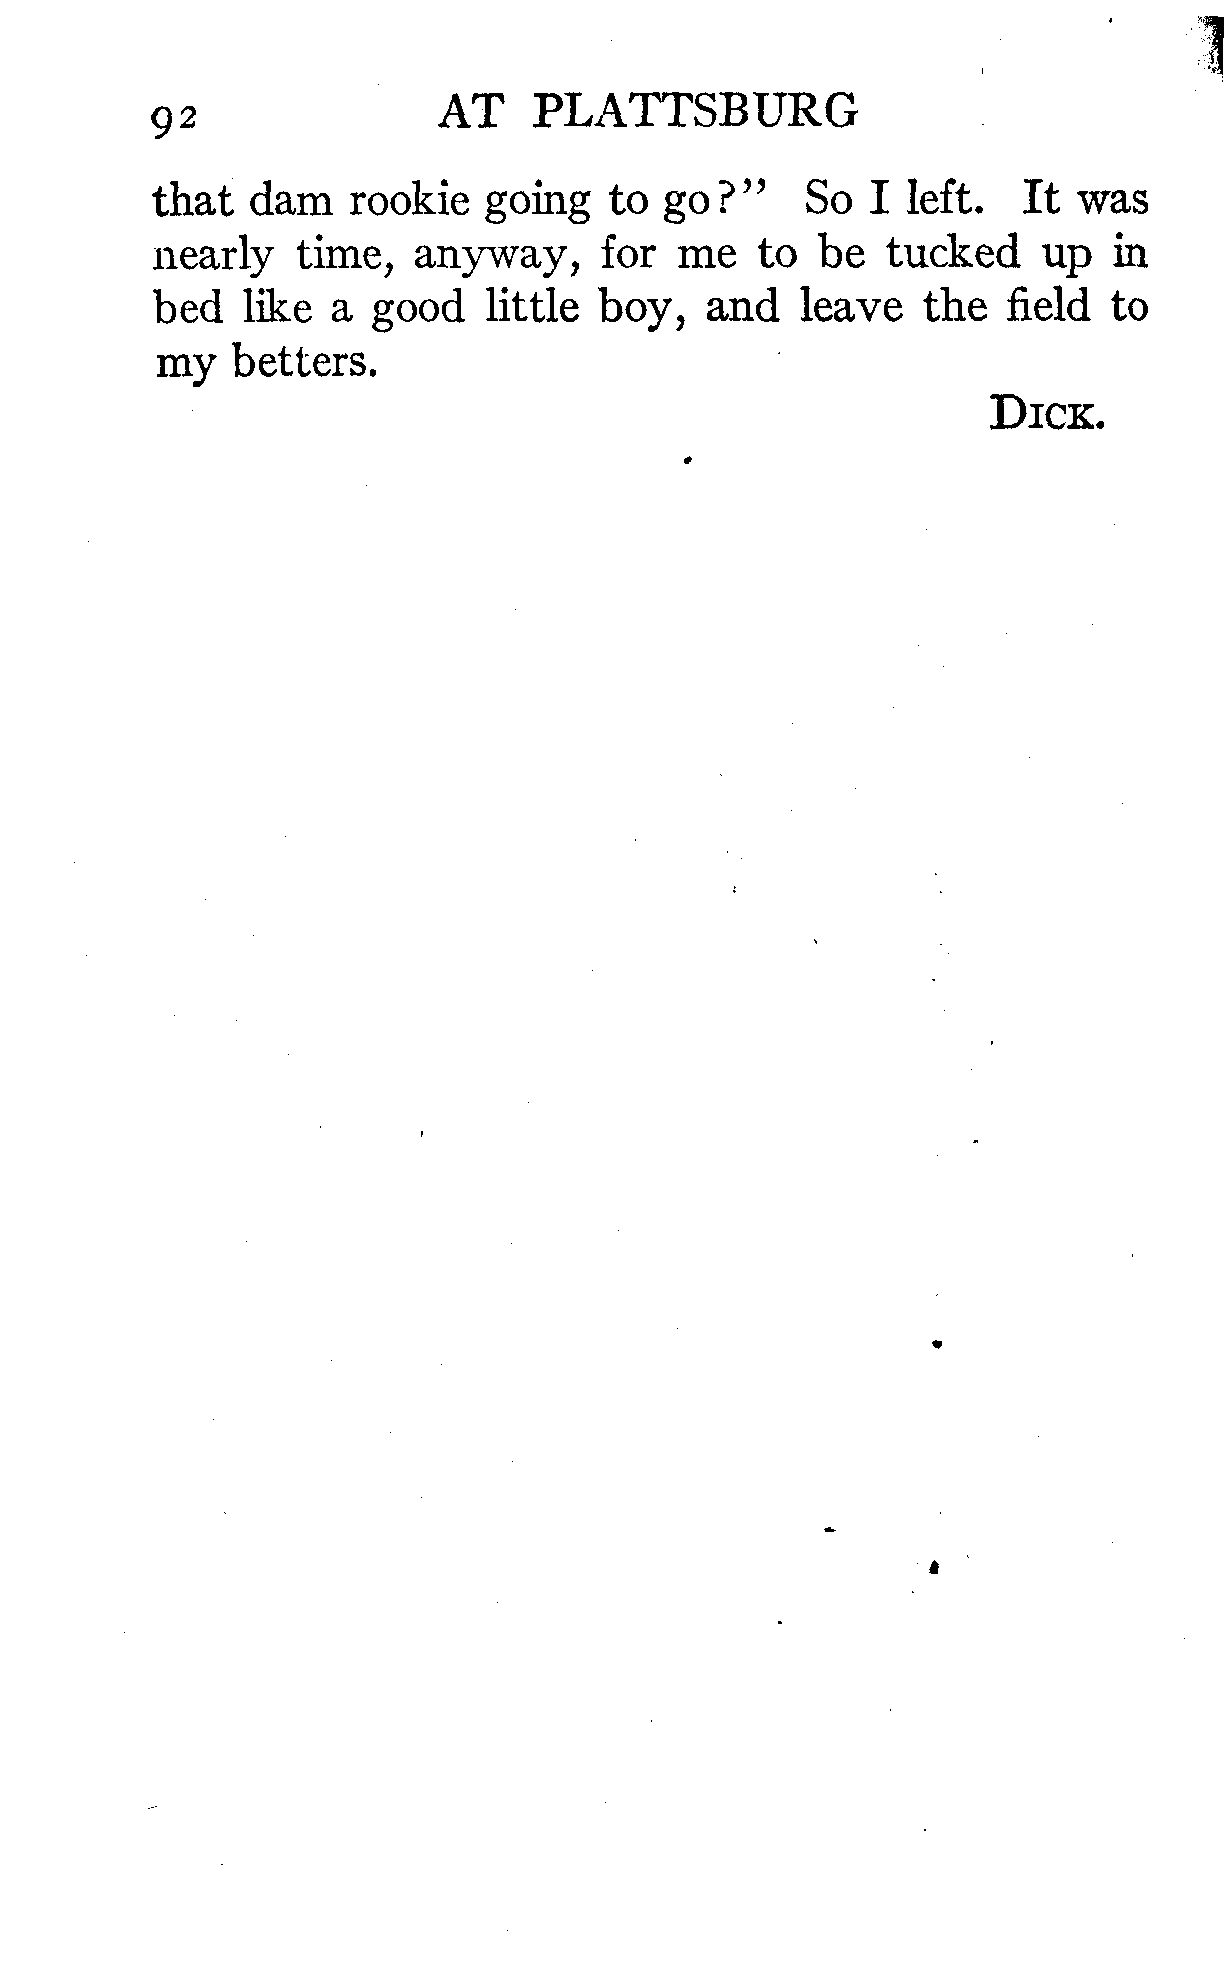 92 AT PLATTSBURG
that dam rookie going to go?" So I left. It was
nearly time, anyway, for me to be tucked up in
bed like a good little boy, and leave the field to
my betters.
DICK.